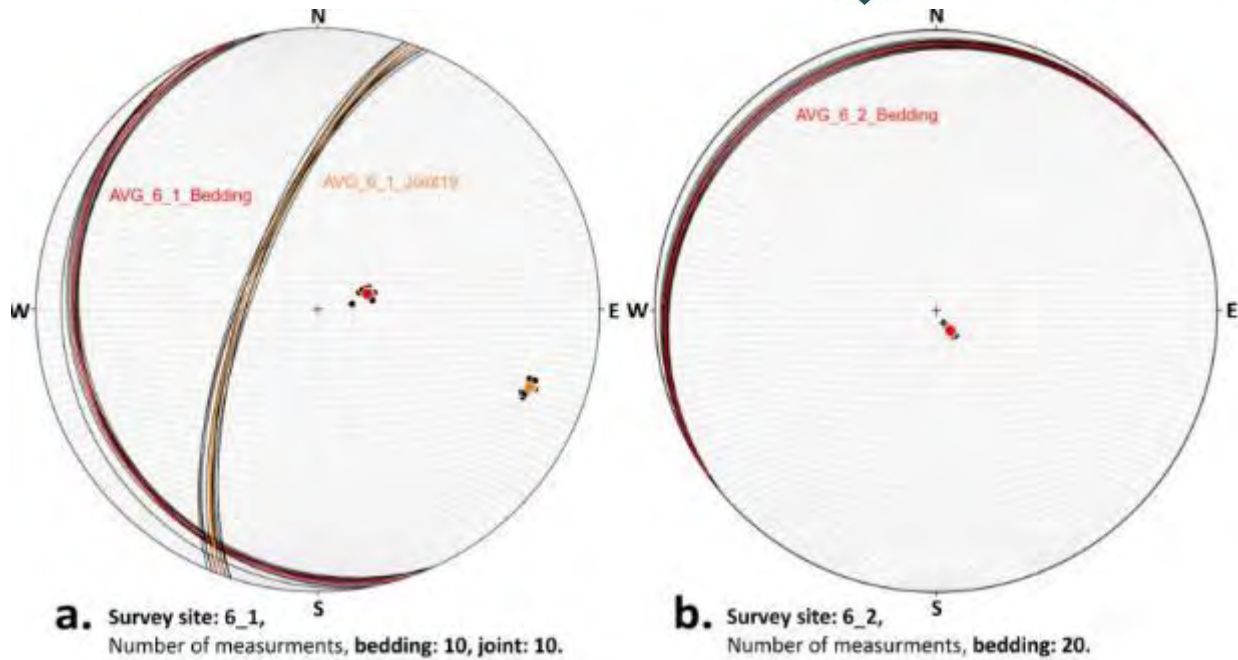 N
N
AVG_6_2_Bedding
AVG_6_1_Joint19
AVG_6_1_Bedding
W
E
W
E
S
S
a. Survey site: 6_1,
Number of measurments, bedding: 10, joint: 10.
b. Survey site: 6_2,
Number of measurments, bedding: 20.